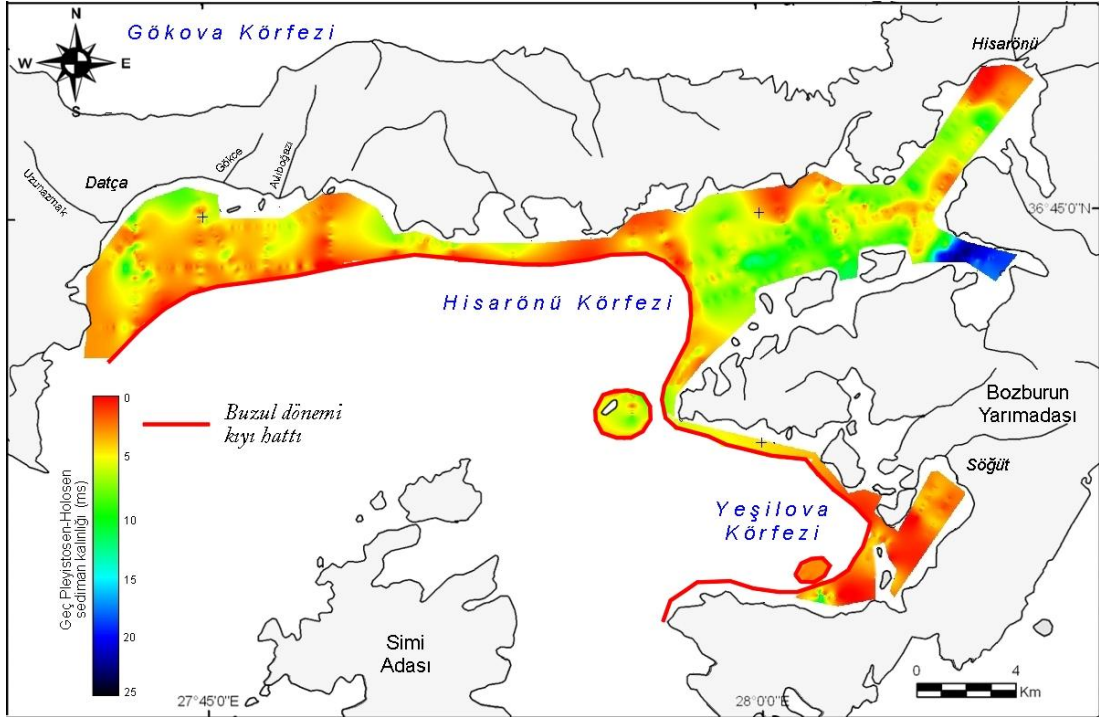 N
Gökova Körfezi
Hisarönü
W
E
S
Gökçe
Avlıboğazı
Uzunazmak
Datça
36°45'0"N
Hisarönü Körfezi
Bozburun
Yarımadası
0
5
10
15
20
25
Geç Pleyistosen-Holosen
sediman kalınlığı (ms)
Buzul dönemi
kıyı hattı
Söğüt
Yeşilova
Körfezi
Simi
Adası
0
4
Km
27°45'0"E
28°0'0"E